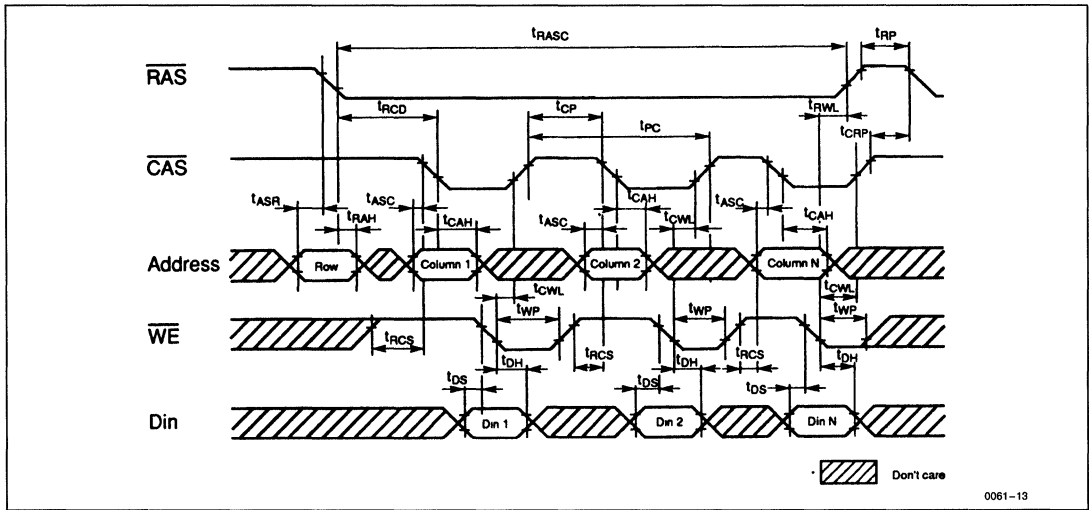 tRASC
tRP
RAS
tRCD
tCP
tPC
tRWL
tCRP
CAS
tASR
tRAH
tASC
tCAH
tASC
tCAH
tCWL
tASC
tCAH
Address
Row
Column 1
Column 2
Column N
tCWL
tWP
tWP
tCWL
tWP
WE
tRCS
tRCS
tRCS
tDS
tDH
tDS
tDH
tDS
tDH
Din
Din 1
Din 2
Din N
Don't care
0061–13